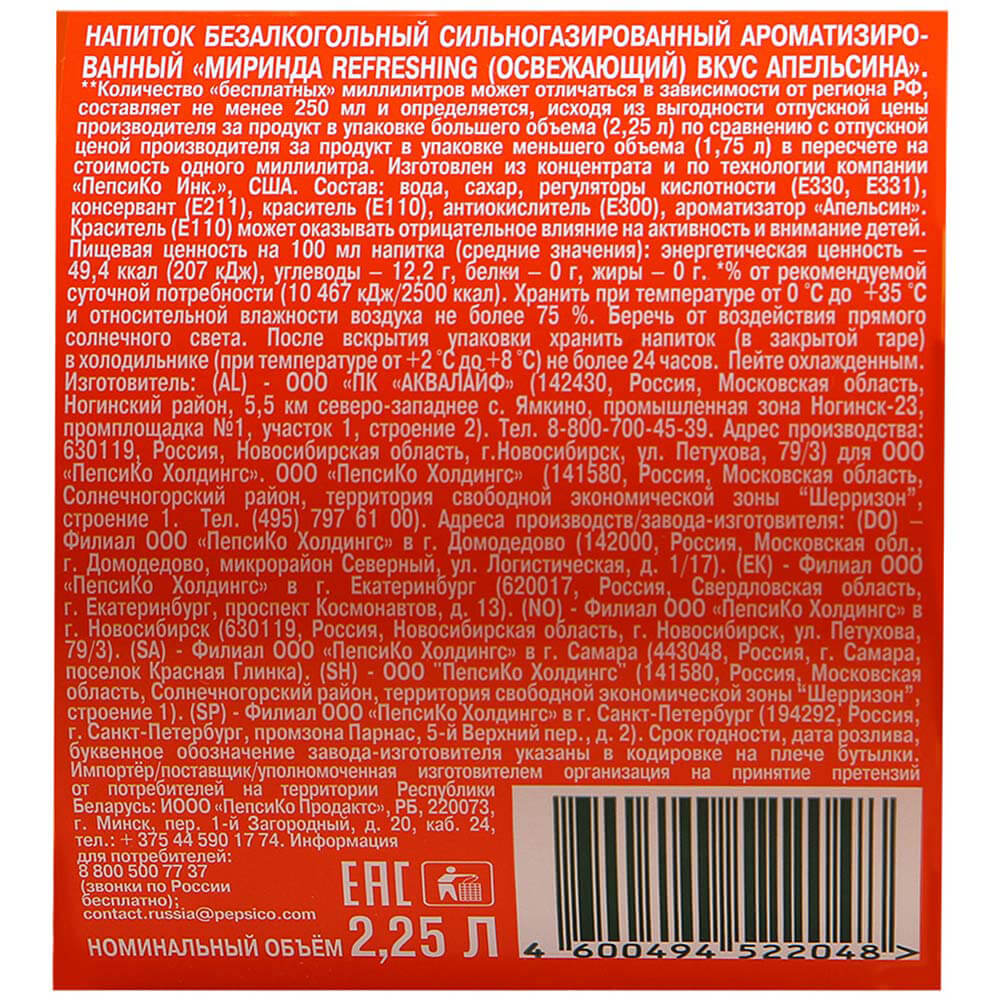 НАПИТОК БЕЗАЛКОГОЛЬНЫЙ СИЛЬНОГАЗИРОВАННЫЙ АРОМАТИЗИРО-
ВАННЫЙ «МИРИНДА REFRESHING (ОСВЕЖАЮЩИЙ) ВКУС АПЕЛЬСИНА».
**Количество «бесплатных» миллилитров может отличаться в зависимости от региона РФ,
составляет не менее 250 мл и определяется, исходя из выгодности отпускной цены
производителя за продукт в упаковке большего объема (2,25 л) по сравнению с отпускной
ценой производителя за продукт в упаковке меньшего объема (1,75 л) в пересчете на
стоимость одного миллилитра. Изготовлен из концентрата и по технологии компании
«ПепсиКо Инк.», США. Состав: вода, сахар, регуляторы кислотности (E330, E331),
консервант (E211), краситель (E110), антиокислитель (E300), ароматизатор «Апельсин».
Краситель (E110) может оказывать отрицательное влияние на активность и внимание детей.
Пищевая ценность на 100 мл напитка (средние значения): энергетическая ценность –
49,4 ккал (207 кДж), углеводы – 12,2 г, белки – 0 г, жиры – 0 г. *% от рекомендуемой
суточной потребности (10 467 кДж/2500 ккал). Хранить при температуре от 0 °С до +35 °С
и относительной влажности воздуха не более 75 %. Беречь от воздействия прямого
солнечного света. После вскрытия упаковки хранить напиток (в закрытой таре)
в холодильнике (при температуре от +2 °С до +8 °С) не более 24 часов. Пейте охлажденным.
Изготовитель: (AL) - ООО «ПК «АКВАЛАЙФ» (142430, Россия, Московская область,
Ногинский район, 5,5 км северо-западнее с. Ямкино, промышленная зона Ногинск-23,
промплощадка №1, участок 1, строение 2). Тел. 8-800-700-45-39. Адрес производства:
630119, Россия, Новосибирская область, г.Новосибирск, ул. Петухова, 79/3) для ООО
«ПепсиКо Холдингс». ООО «ПепсиКо Холдингс» (141580, Россия, Московская область,
Солнечногорский район, территория свободной экономической зоны "Шерризон",
строение 1. Тел. (495) 797 61 00). Адреса производств/завода-изготовителя: (DO) –
Филиал ООО «ПепсиКо Холдингс» в г. Домодедово (142000, Россия, Московская обл.,
г. Домодедово, микрорайон Северный, ул. Логистическая, д. 1/17). (EK) - Филиал ООО
«ПепсиКо Холдингс» в г. Екатеринбург (620017, Россия, Свердловская область,
г. Екатеринбург, проспект Космонавтов, д. 13). (NO) - Филиал ООО «ПепсиКо Холдингс» в
г. Новосибирск (630119, Россия, Новосибирская область, г. Новосибирск, ул. Петухова,
79/3). (SA) - Филиал ООО «ПепсиКо Холдингс» в г. Самара (443048, Россия, г. Самара,
поселок Красная Глинка). (SH) - ООО "ПепсиКо Холдингс" (141580, Россия, Московская
область, Солнечногорский район, территория свободной экономической зоны "Шерризон",
строение 1). (SP) - Филиал ООО «ПепсиКо Холдингс» в г. Санкт-Петербург (194292, Россия,
г. Санкт-Петербург, промзона Парнас, 5-й Верхний пер., д. 2). Срок годности, дата розлива,
буквенное обозначение завода-изготовителя указаны в кодировке на плече бутылки.
Импортёр/поставщик/уполномоченная изготовителем организация на принятие претензий
от потребителей на территории Республики
Беларусь: ИООО «ПепсиКо Продактс», РБ, 220073,
г. Минск, пер. 1-й Загородный, д. 20, каб. 24,
тел.: + 375 44 590 17 74. Информация
для потребителей:
8 800 500 77 37
(звонки по России
бесплатно);
contact.russia@pepsico.com
ЕАС
НОМИНАЛЬНЫЙ ОБЪЁМ 2,25 Л
4 600494 522048 >